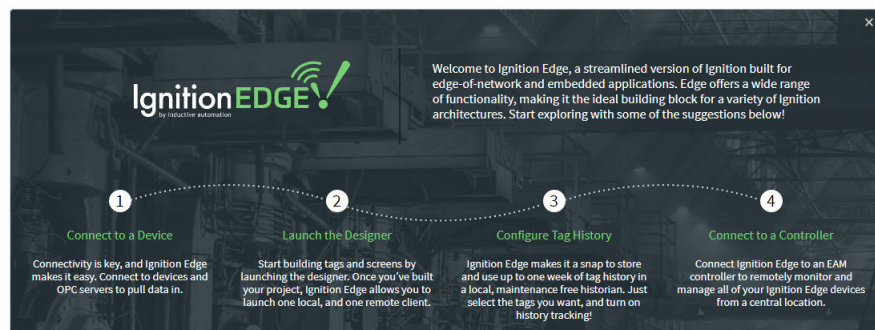 ×
Ignition EDGE!
by inductive automation
Welcome to Ignition Edge, a streamlined version of Ignition built for
edge-of-network and embedded applications. Edge offers a wide range
of functionality, making it the ideal building block for a variety of Ignition
architectures. Start exploring with some of the suggestions below!
1
Connect to a Device
Connectivity is key, and Ignition Edge
makes it easy. Connect to devices and
OPC servers to pull data in.
2
Launch the Designer
Start building tags and screens by
launching the designer. Once you've built
your project, Ignition Edge allows you to
launch one local, and one remote client.
3
Configure Tag History
Ignition Edge makes it a snap to store
and use up to one week of tag history in
a local, maintenance free historian. Just
select the tags you want, and turn on
history tracking!
4
Connect to a Controller
Connect Ignition Edge to an EAM
controller to remotely monitor and
manage all of your Ignition Edge devices
from a central location.